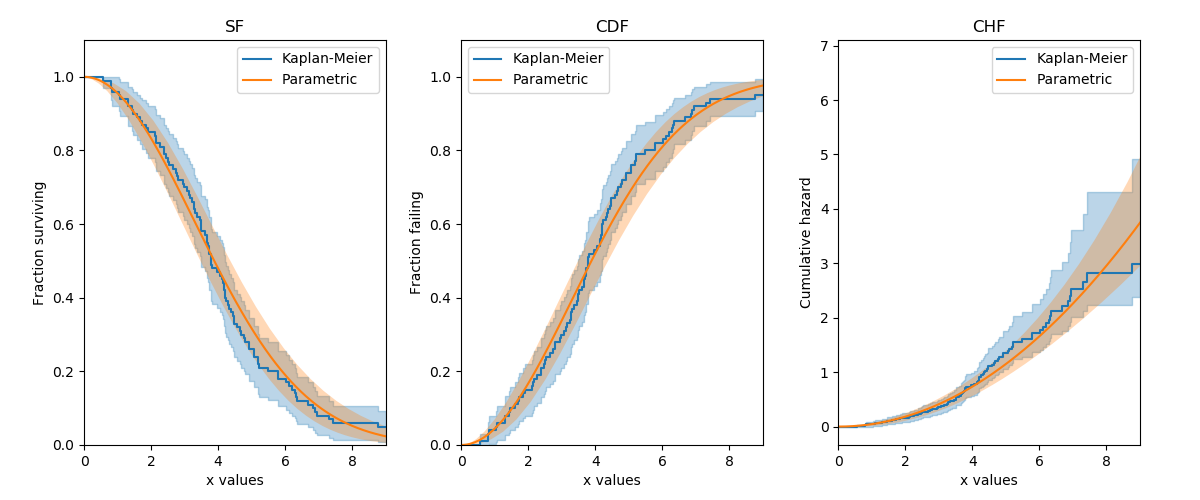 SF
Kaplan-Meier
Parametric
Fraction surviving
1.0
0.8
0.6
0.4
0.2
0.0
0 2 4 6 8
x values
CDF
Kaplan-Meier
Parametric
Fraction failing
1.0
0.8
0.6
0.4
0.2
0.0
0 2 4 6 8
x values
CHF
Kaplan-Meier
Parametric
Cumulative hazard
7
6
5
4
3
2
1
0
0 2 4 6 8
x values